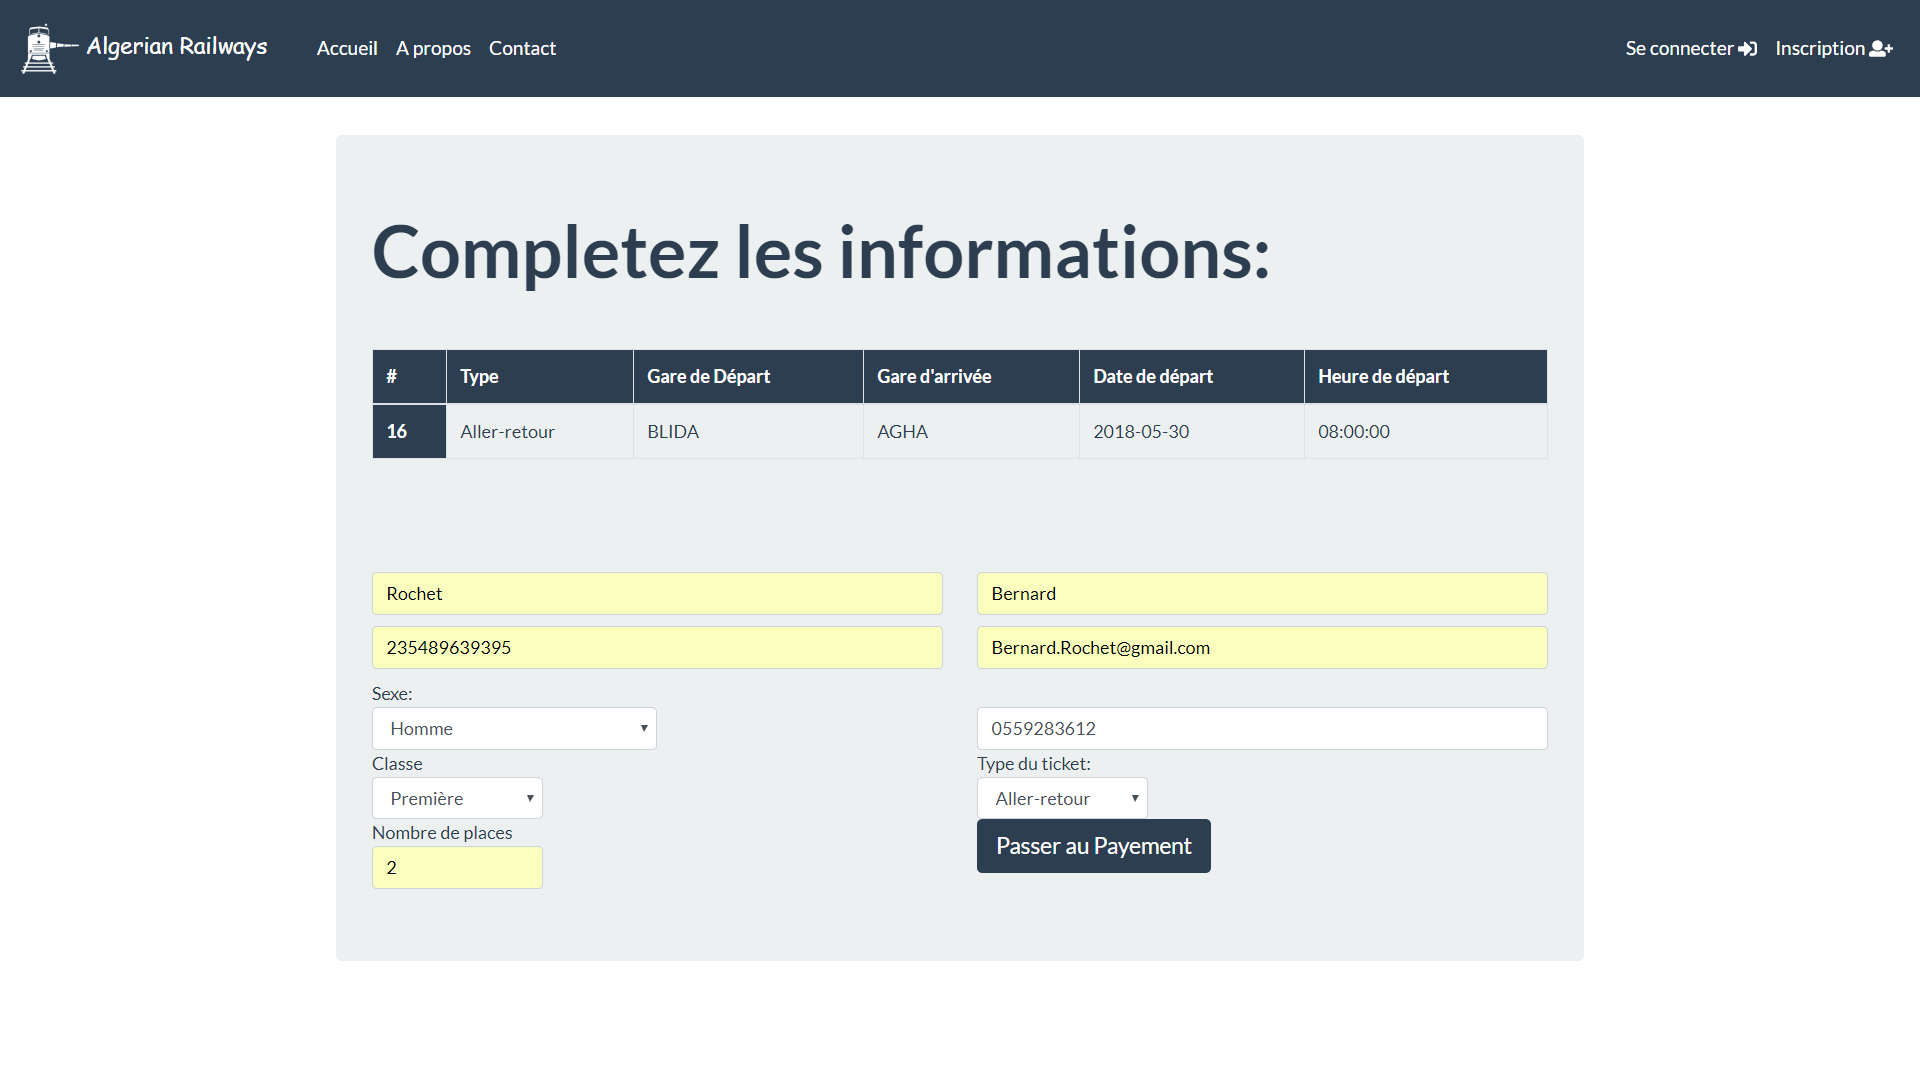 Algerian Railways Accueil A propos Contact Se connecter Inscription
Completez les informations:
# Type Gare de Départ Gare d'arrivée Date de départ Heure de départ
16 Aller-retour BLIDA AGHA 2018-05-30 08:00:00
Rochet Bernard
235489639395 Bernard.Rochet@gmail.com
Sexe:
Homme 0559283612
Classe Type du ticket:
Première Aller-retour
Nombre de places Passer au Payement
2